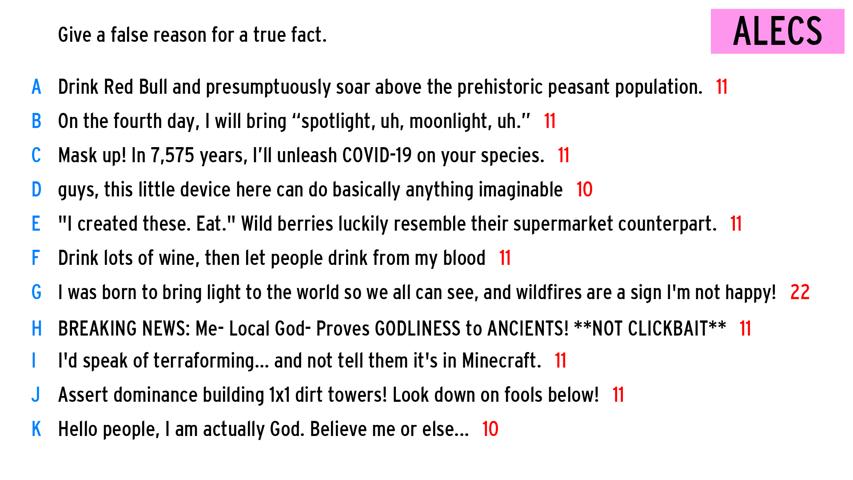 Give a false reason for a true fact.
ALECS
A Drink Red Bull and presumptuously soar above the prehistoric peasant population. 11
B On the fourth day, I will bring “spotlight, uh, moonlight, uh.” 11
C Mask up! In 7,575 years, I’ll unleash COVID-19 on your species. 11
D guys, this little device here can do basically anything imaginable 10
E "I created these. Eat." Wild berries luckily resemble their supermarket counterpart. 11
F Drink lots of wine, then let people drink from my blood 11
G I was born to bring light to the world so we all can see, and wildfires are a sign I'm not happy! 22
H BREAKING NEWS: Me- Local God- Proves GODLINESS to ANCIENTS! **NOT CLICKBAIT** 11
I I'd speak of terraforming... and not tell them it's in Minecraft. 11
J Assert dominance building 1x1 dirt towers! Look down on fools below! 11
K Hello people, I am actually God. Believe me or else... 10